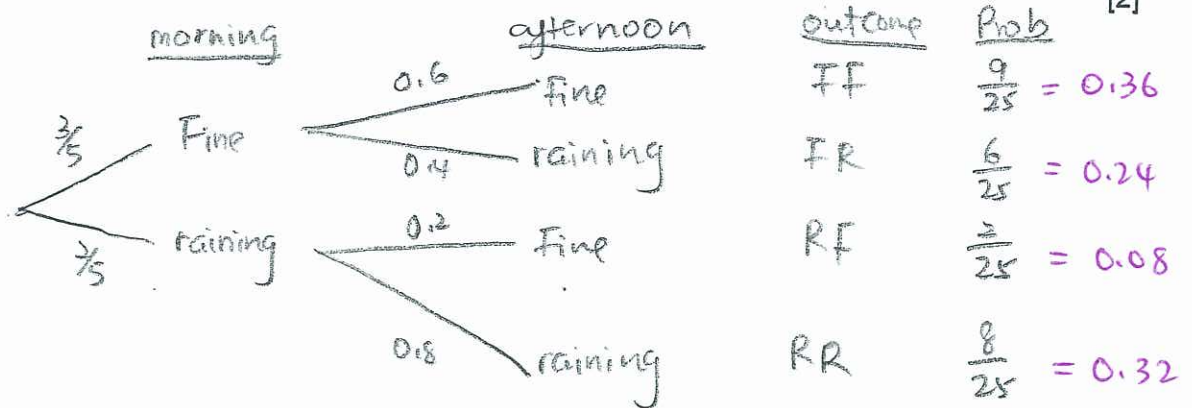 [2]
morning afternoon outcome Prob
0.6 fine FF 9/25 = 0.36
3/5 Fine
0.4 raining FR 6/25 = 0.24
2/5 raining 0.2 Fine RF 2/25 = 0.08
0.8 raining RR 8/25 = 0.32